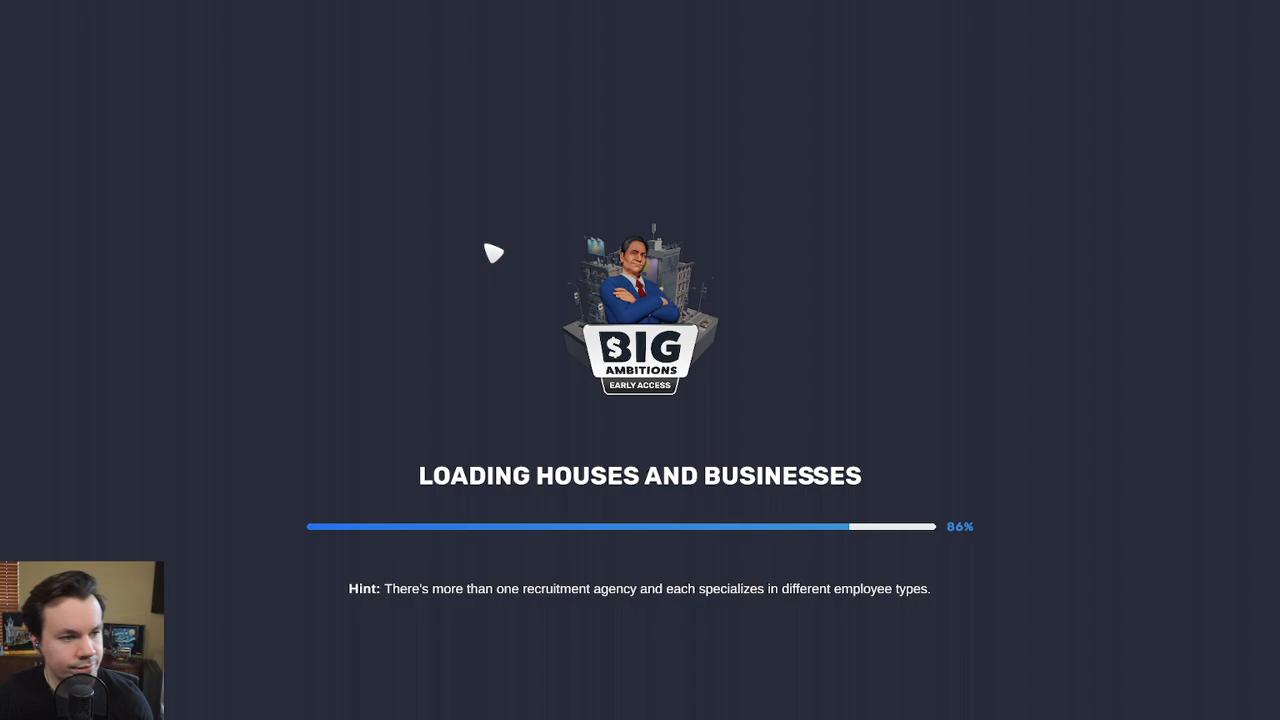 $BIG
AMBITIONS
EARLY ACCESS
LOADING HOUSES AND BUSINESSES
86%
Hint: There's more than one recruitment agency and each specializes in different employee types.